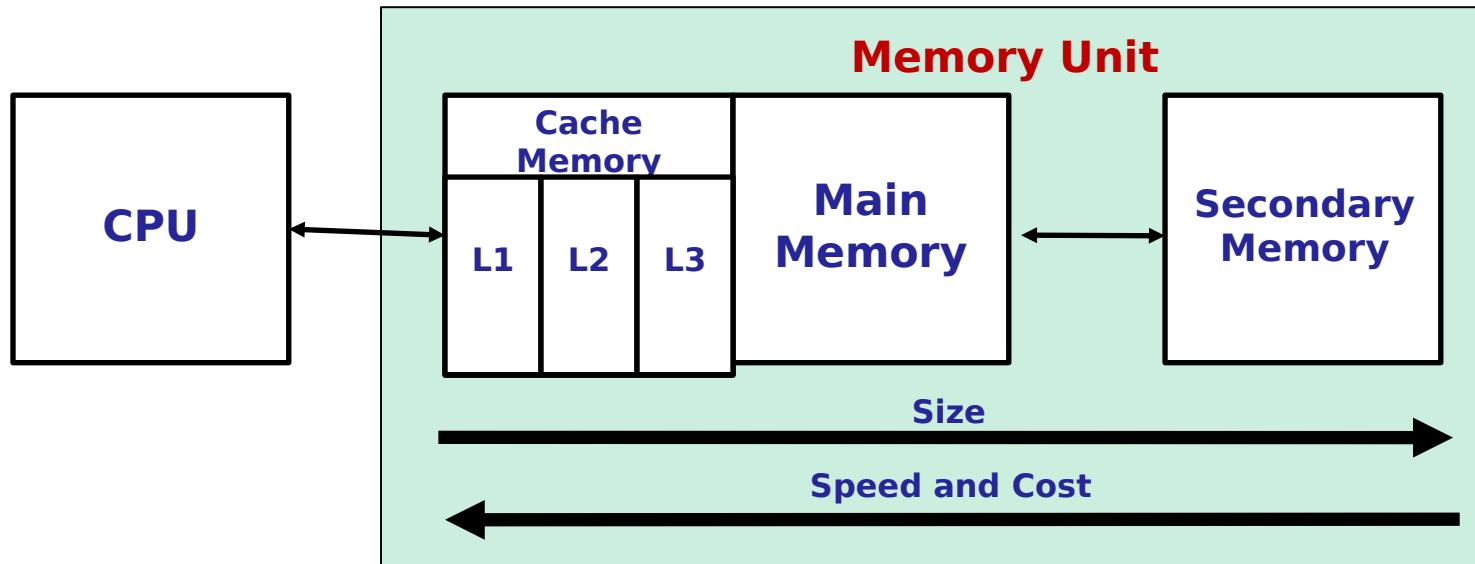 Memory Unit
CPU
Cache
Memory
L1
L2
L3
Main
Memory
Secondary
Memory
Size
Speed and Cost